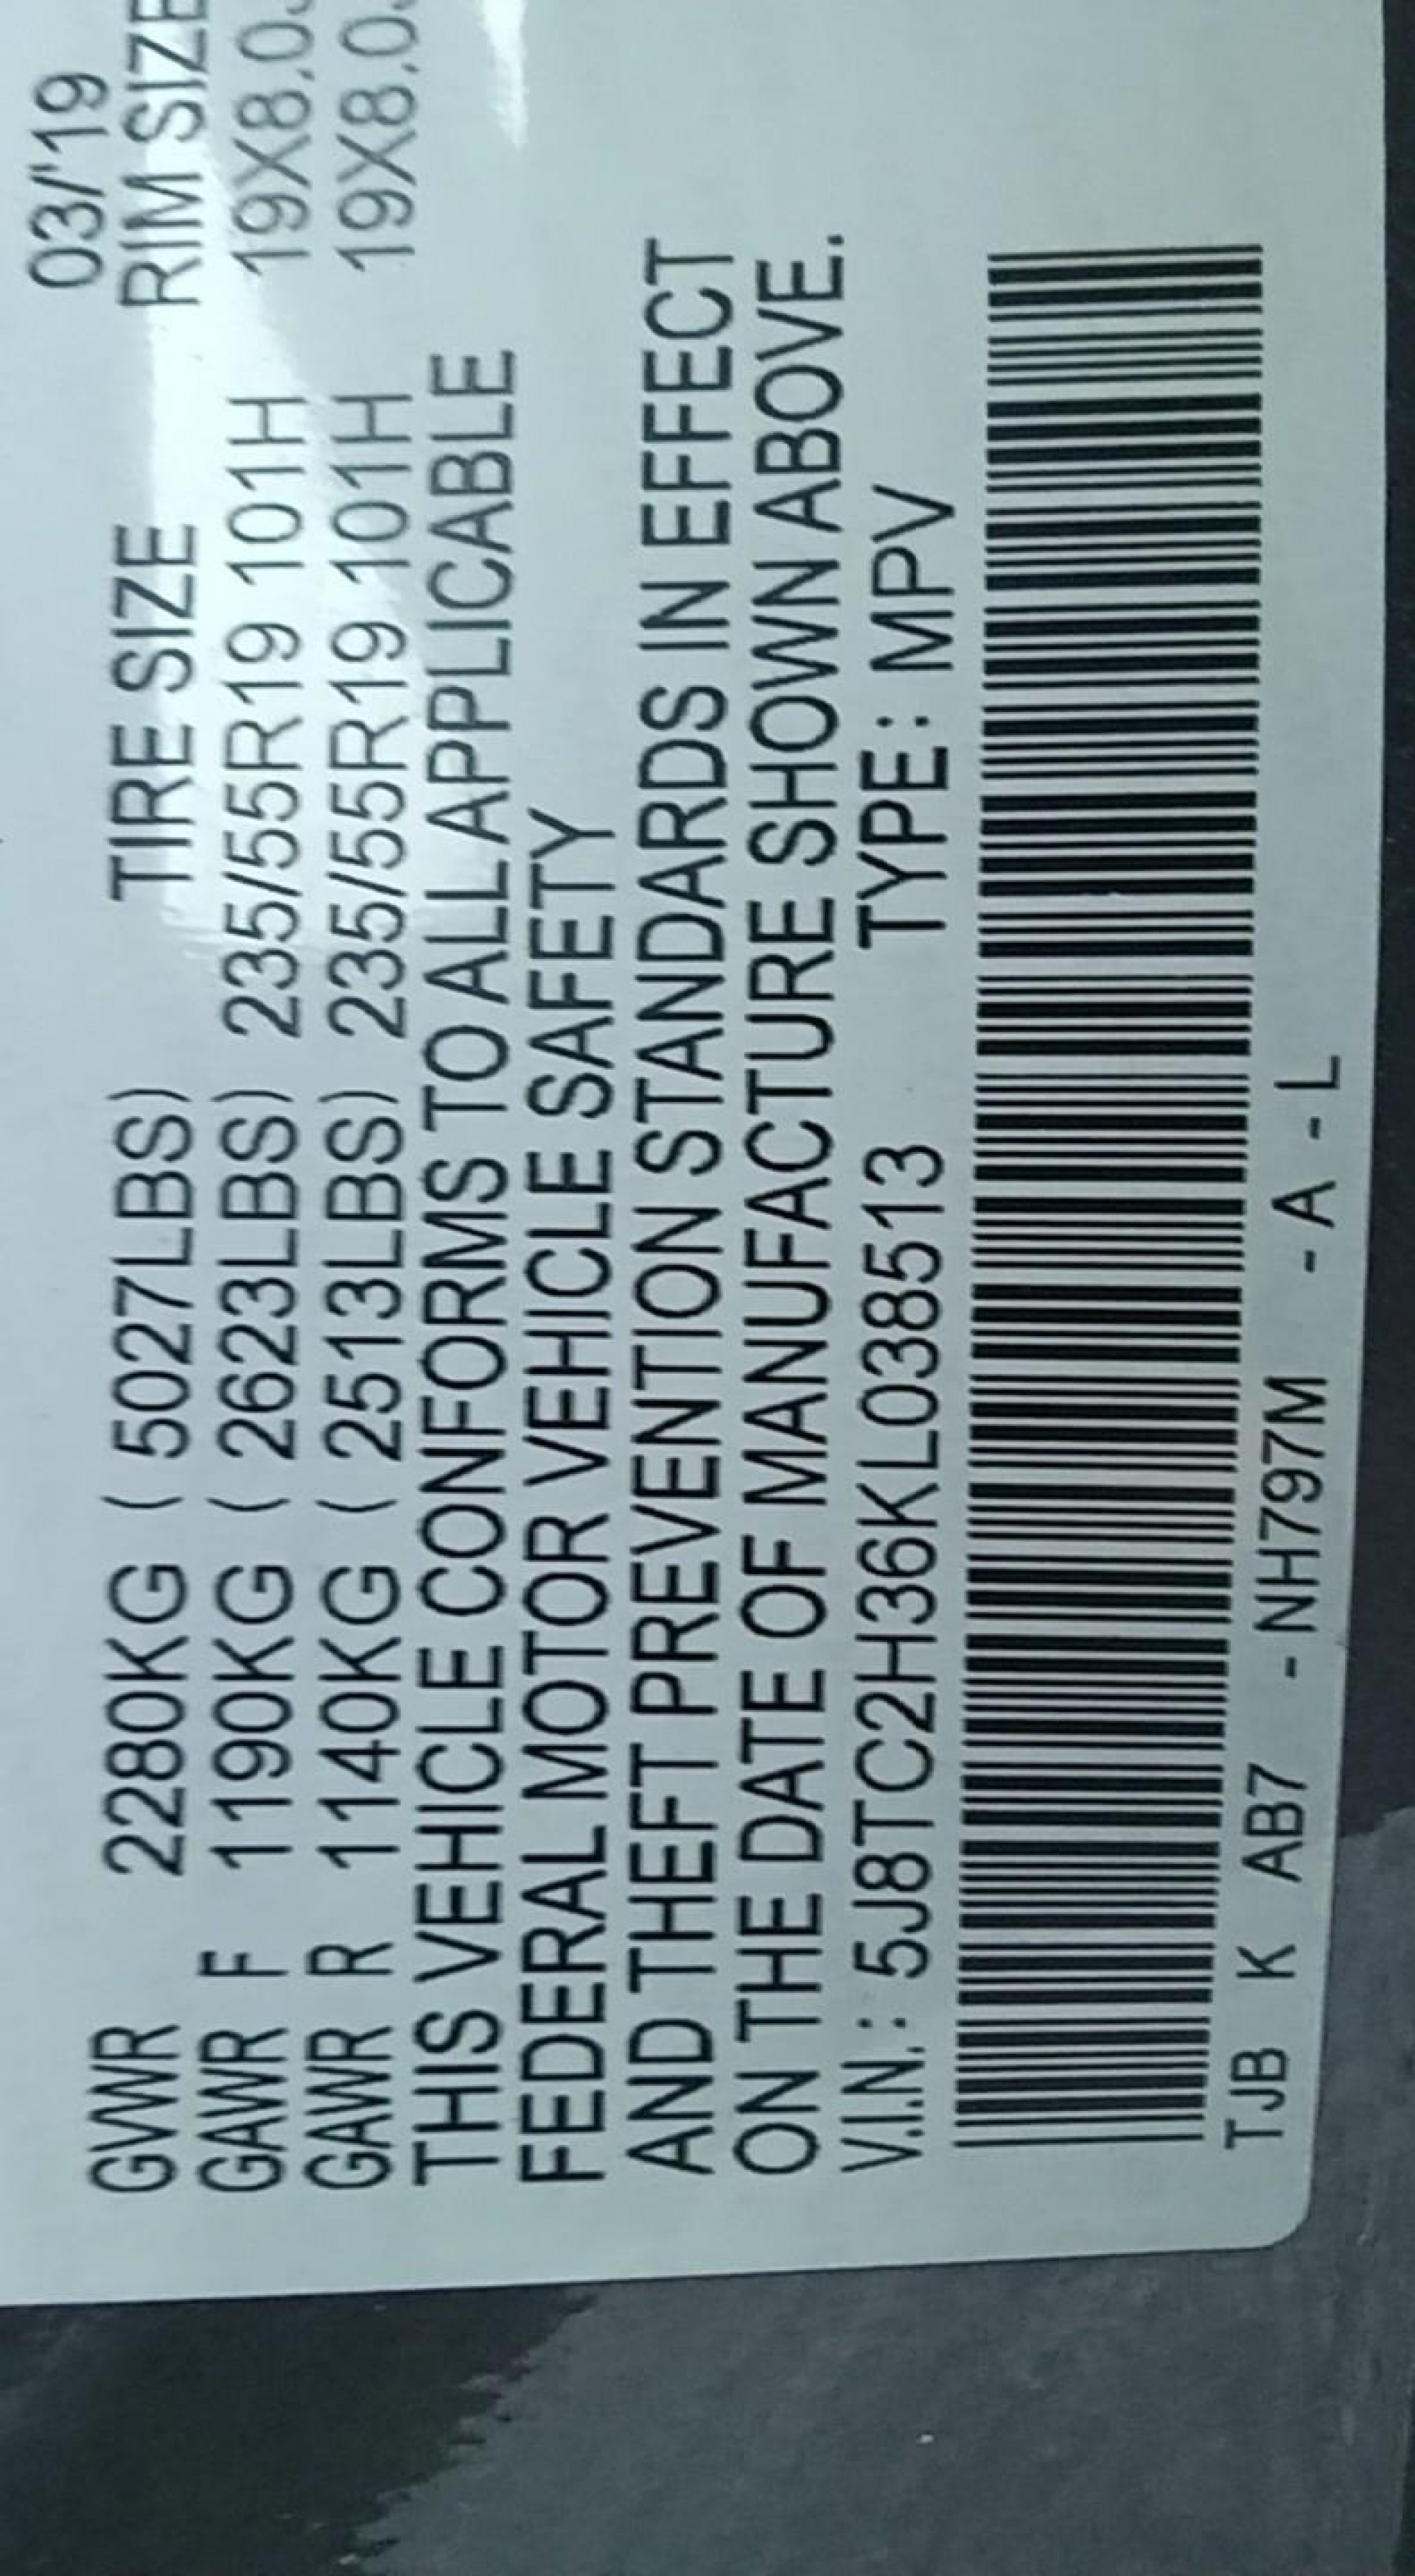 03/'19
GVWR 2280KG ( 5027LBS) TIRE SIZE RIM SIZE
GAWR F 1190KG ( 2623LBS) 235/55R19 101H 19X8.0J
GAWR R 1140KG ( 2513LBS) 235/55R19 101H 19X8.0J
THIS VEHICLE CONFORMS TO ALL APPLICABLE
FEDERAL MOTOR VEHICLE SAFETY
AND THEFT PREVENTION STANDARDS IN EFFECT
ON THE DATE OF MANUFACTURE SHOWN ABOVE.
V.I.N.: 5J8TC2H36KL038513 TYPE: MPV
TJB K AB7 - NH797M - A - L